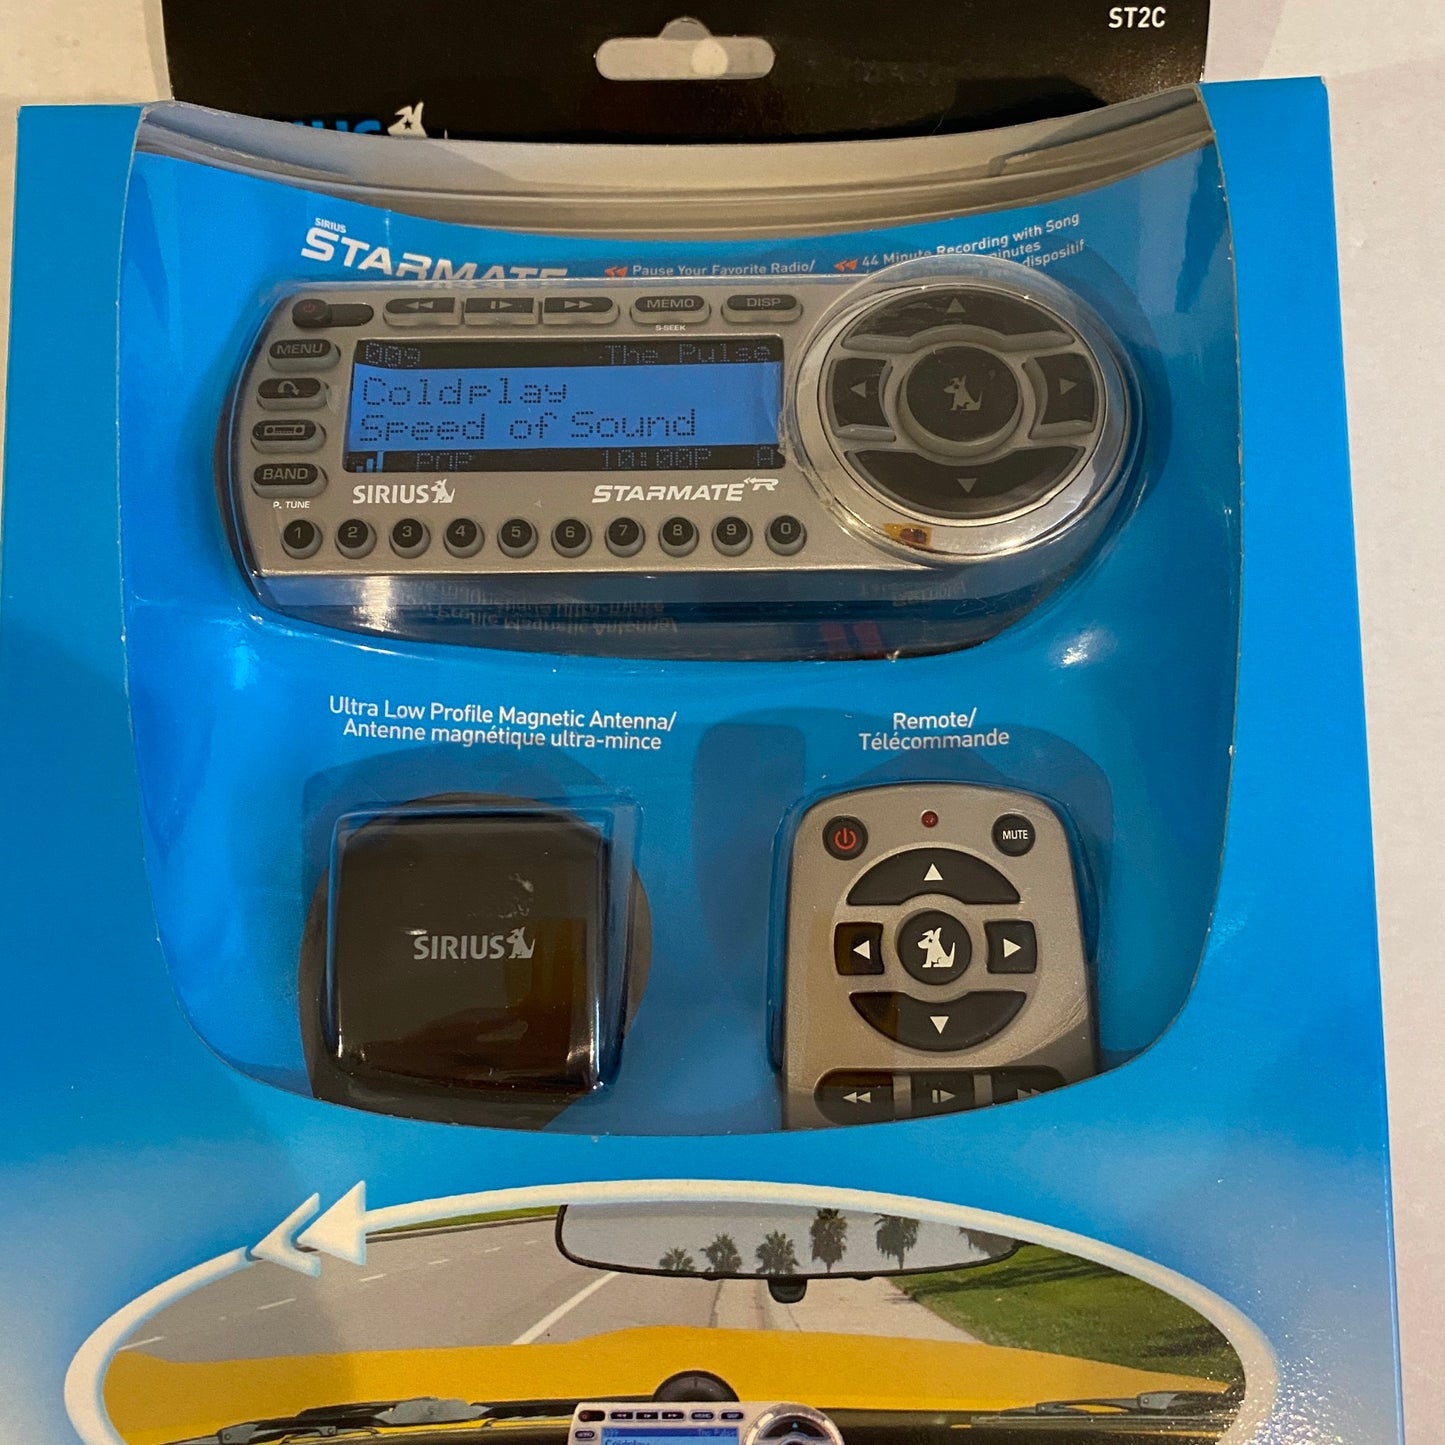 ST2C
SIRIUS
STARMATE
Pause Your Favorite Radio/
44 Minute Recording with Song
minutes
dispositif
MEMO
DISP
S-SEEK
MENU
009 The Pulse
Coldplay
Speed of Sound
POP 10:00P A
BAND
P. TUNE
SIRIUS
STARMATE R
1 2 3 4 5 6 7 8 9 0
Ultra Low Profile Magnetic Antenna/
Antenne magnétique ultra-mince
Remote/
Télécommande
MUTE
SIRIUS